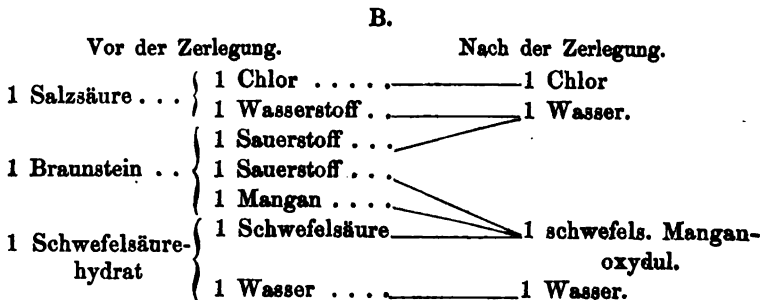 B.
Vor der Zerlegung. Nach der Zerlegung.
1 Chlor . . . . . 1 Chlor
1 Salzsäure . . .
1 Wasserstoff . . 1 Wasser.
1 Sauerstoff . . .
1 Braunstein . . 1 Sauerstoff . . .
1 Mangan . . . .
1 Schwefelsäure 1 schwefels. Mangan-
1 Schwefelsäure-
hydrat oxydul.
1 Wasser . . . . 1 Wasser.